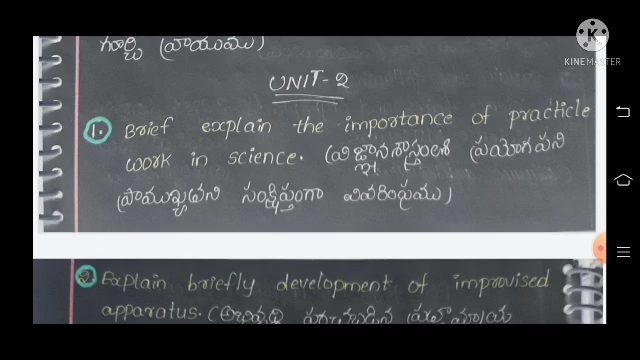 గూర్చి వ్రాయుము)
K
KINEMASTER
UNIT-2
1. Brief explain the importance of practicle
work in science. (విజ్ఞానశాస్త్రంలో ప్రయోగపని
ప్రాముఖ్యతని సంక్షిప్తంగా వివరింపుము)
2. Explain briefly development of improvised
apparatus.